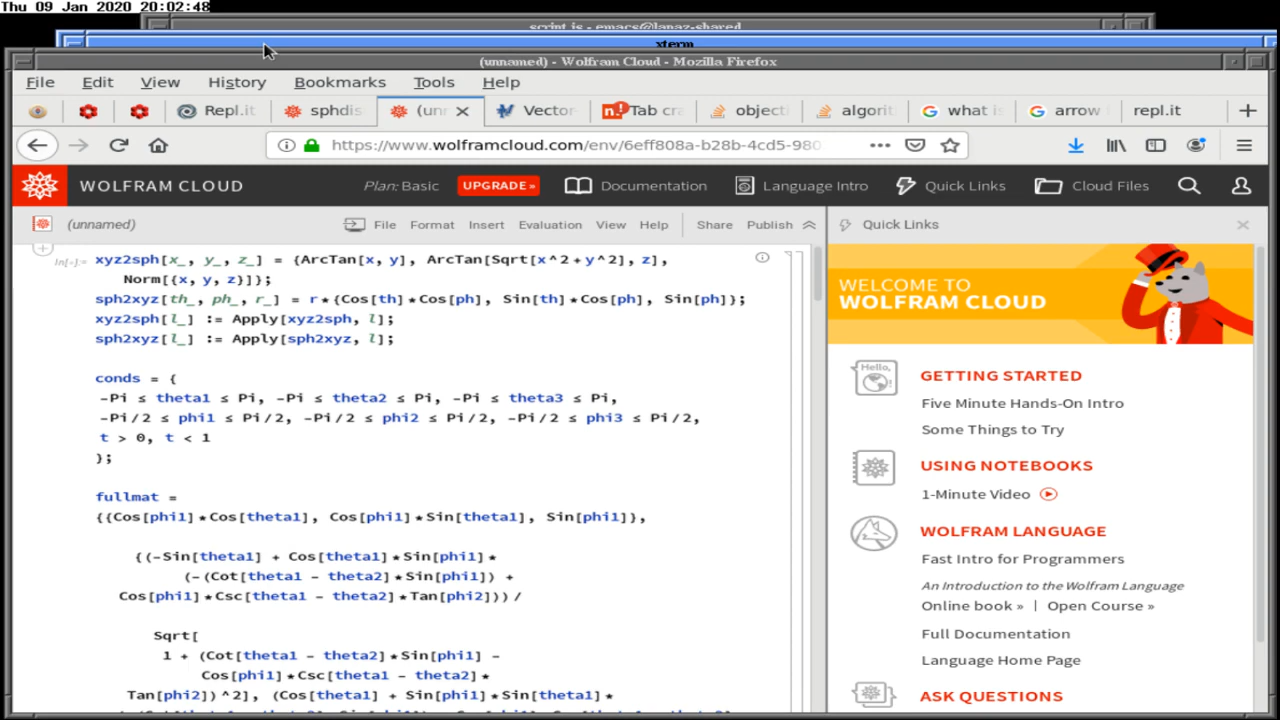 Thu 09 Jan 2020 20:02:48
script.js - emacs@lapaz-shared
xterm
(unnamed) - Wolfram Cloud - Mozilla Firefox
File Edit View History Bookmarks Tools Help
Repl.it sphdis (unr Vector n! Tab cra object algorit G what is G arrow repl.it
https://www.wolframcloud.com/env/6eff808a-b28b-4cd5-980
WOLFRAM CLOUD Plan: Basic UPGRADE» Documentation Language Intro Quick Links Cloud Files
(unnamed) File Format Insert Evaluation View Help Share Publish Quick Links
In[-]:= xyz2sph[x_, y_, z_] = {ArcTan[x, y], ArcTan[Sqrt[x^2+y^2], z],
Norm[{x, y, z}]};
sph2xyz[th_, ph_, r_] = r*{Cos[th]*Cos[ph], Sin[th]*Cos[ph], Sin[ph]};
xyz2sph[l_] := Apply[xyz2sph, l];
sph2xyz[l_] := Apply[sph2xyz, l];
conds = {
-Pi ≤ theta1 ≤ Pi, -Pi ≤ theta2 ≤ Pi, -Pi ≤ theta3 ≤ Pi,
-Pi/2 ≤ phi1 ≤ Pi/2, -Pi/2 ≤ phi2 ≤ Pi/2, -Pi/2 ≤ phi3 ≤ Pi/2,
t > 0, t < 1
};
fullmat =
{{Cos[phi1]*Cos[theta1], Cos[phi1]*Sin[theta1], Sin[phi1]},
{(-Sin[theta1] + Cos[theta1]*Sin[phi1]*
(-(Cot[theta1 - theta2]*Sin[phi1]) +
Cos[phi1]*Csc[theta1 - theta2]*Tan[phi2]))/
Sqrt[
1 + (Cot[theta1 - theta2]*Sin[phi1] -
Cos[phi1]*Csc[theta1 - theta2]*
Tan[phi2])^2], (Cos[theta1] + Sin[phi1]*Sin[theta1]*
WELCOME TO
WOLFRAM CLOUD
Hello,
GETTING STARTED
Five Minute Hands-On Intro
Some Things to Try
USING NOTEBOOKS
1-Minute Video
WOLFRAM LANGUAGE
Fast Intro for Programmers
An Introduction to the Wolfram Language
Online book » | Open Course »
Full Documentation
Language Home Page
ASK QUESTIONS